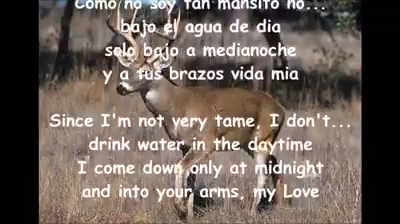 Como no soy tan mansito no...
bajo el agua de dia
solo bajo a medianoche
y a tus brazos vida mia
Since I'm not very tame, I don't...
drink water in the daytime
I come down only at midnight
and into your arms, my Love